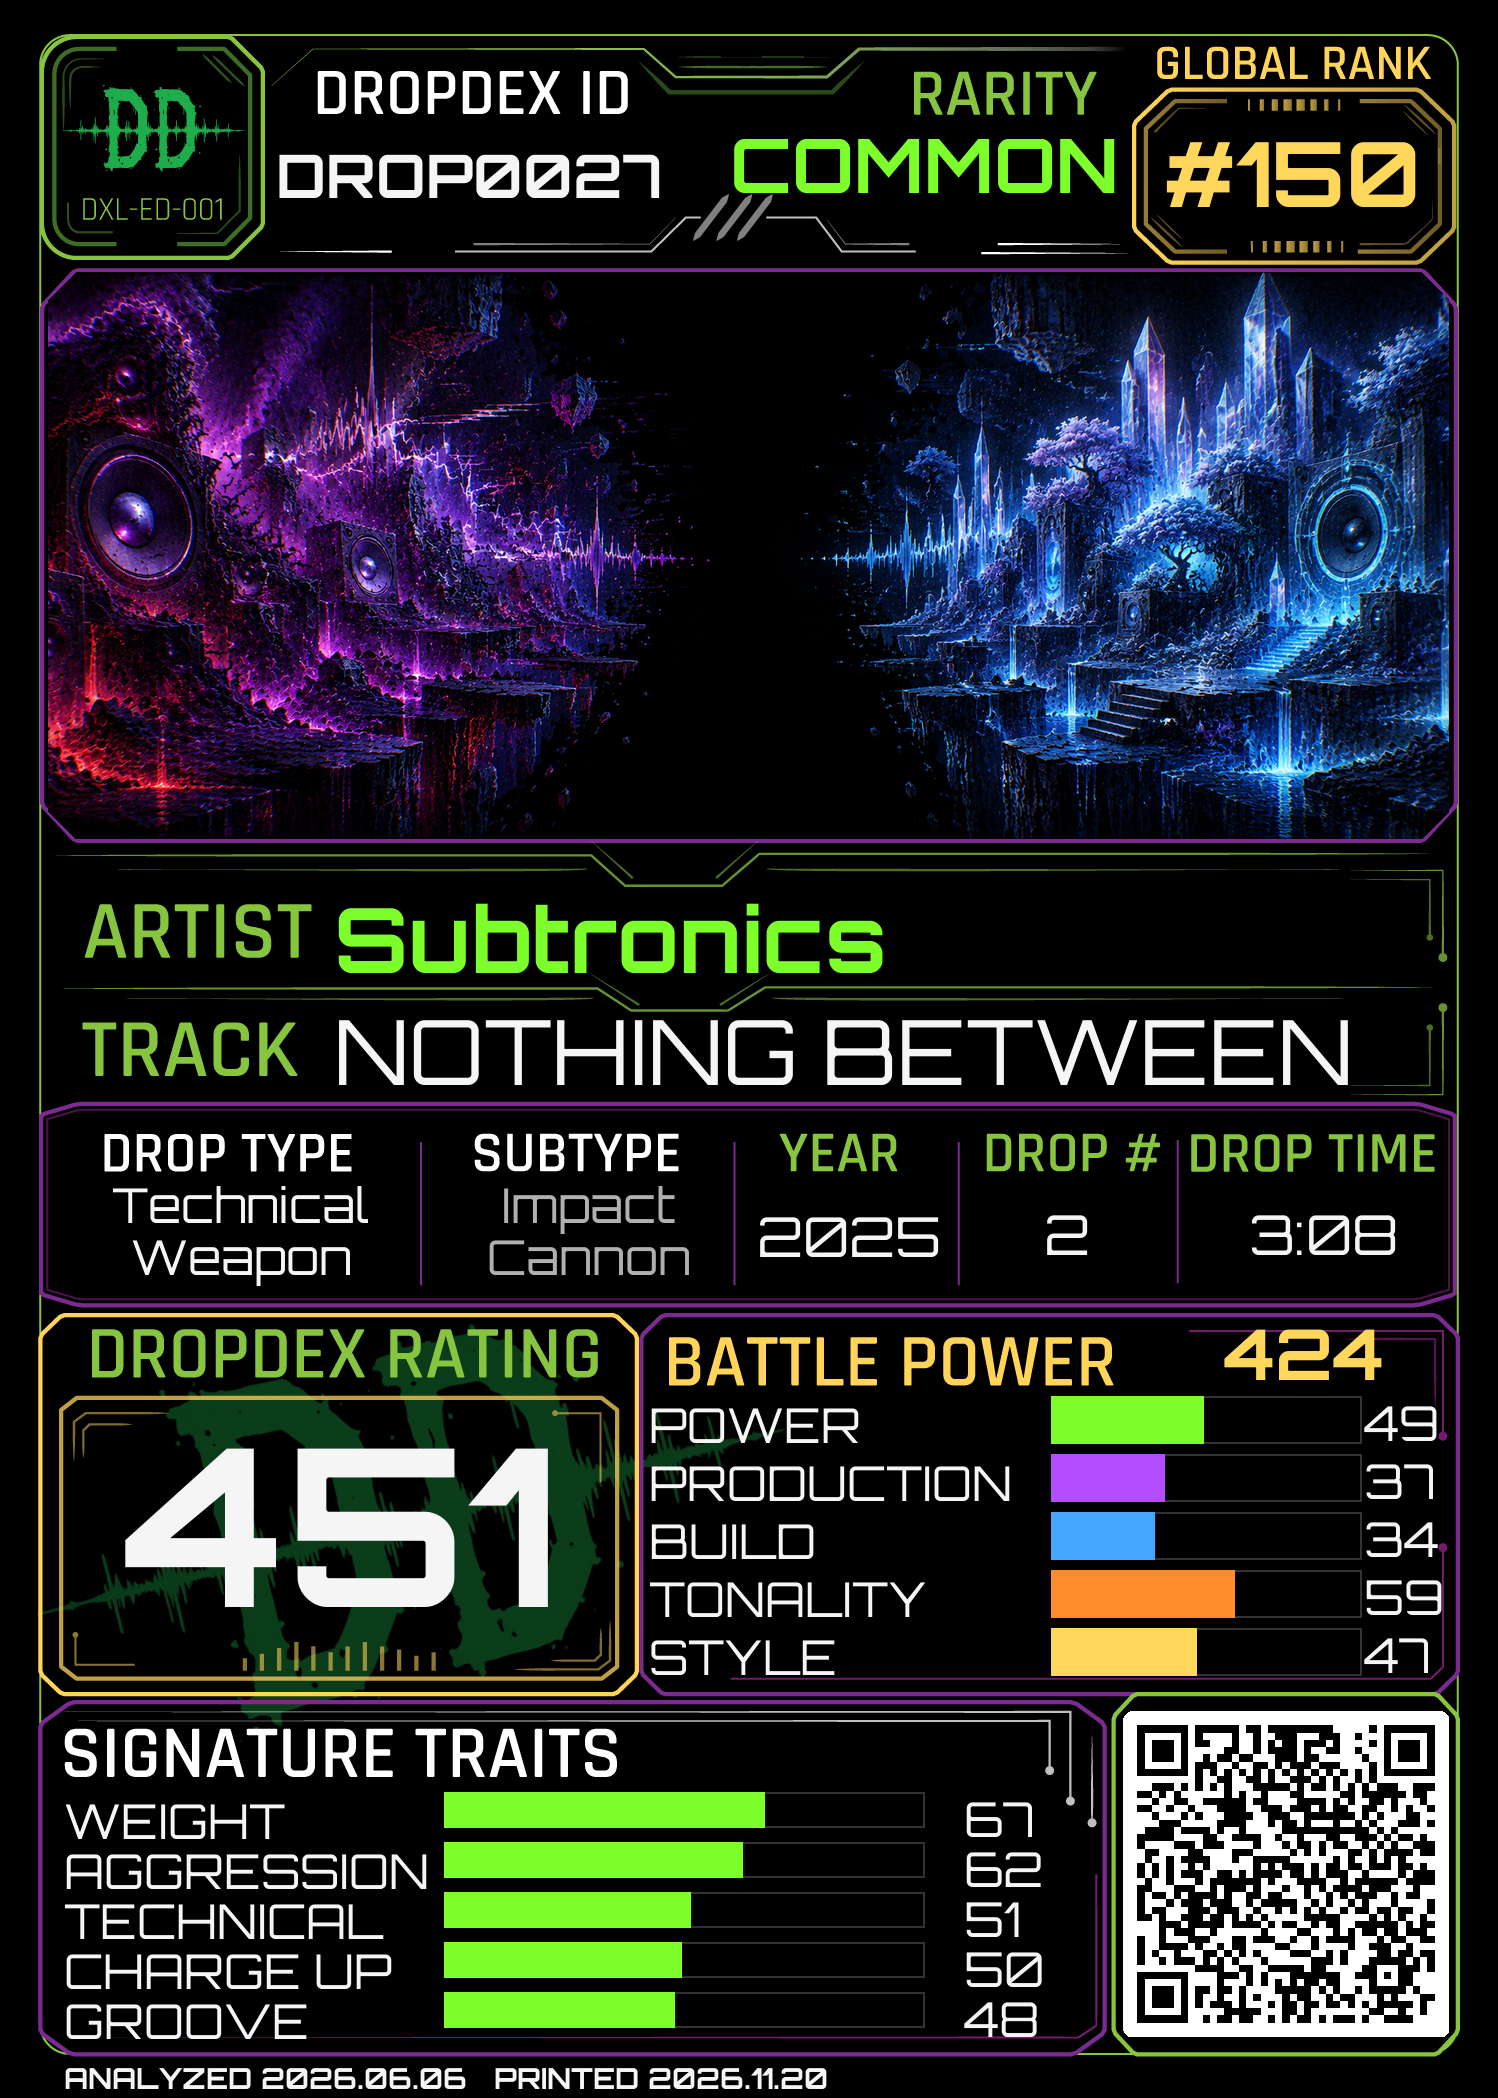 DD
DXL-ED-001
DROPDEX ID
DROP0027
RARITY
COMMON
GLOBAL RANK
#150
ARTIST Subtronics
TRACK NOTHING BETWEEN
DROP TYPE
Technical
Weapon
SUBTYPE
Impact
Cannon
YEAR
2025
DROP #
2
DROP TIME
3:08
DROPDEX RATING
451
BATTLE POWER 424
POWER 49
PRODUCTION 37
BUILD 34
TONALITY 59
STYLE 47
SIGNATURE TRAITS
WEIGHT 67
AGGRESSION 62
TECHNICAL 51
CHARGE UP 50
GROOVE 48
ANALYZED 2026.06.06 PRINTED 2026.11.20